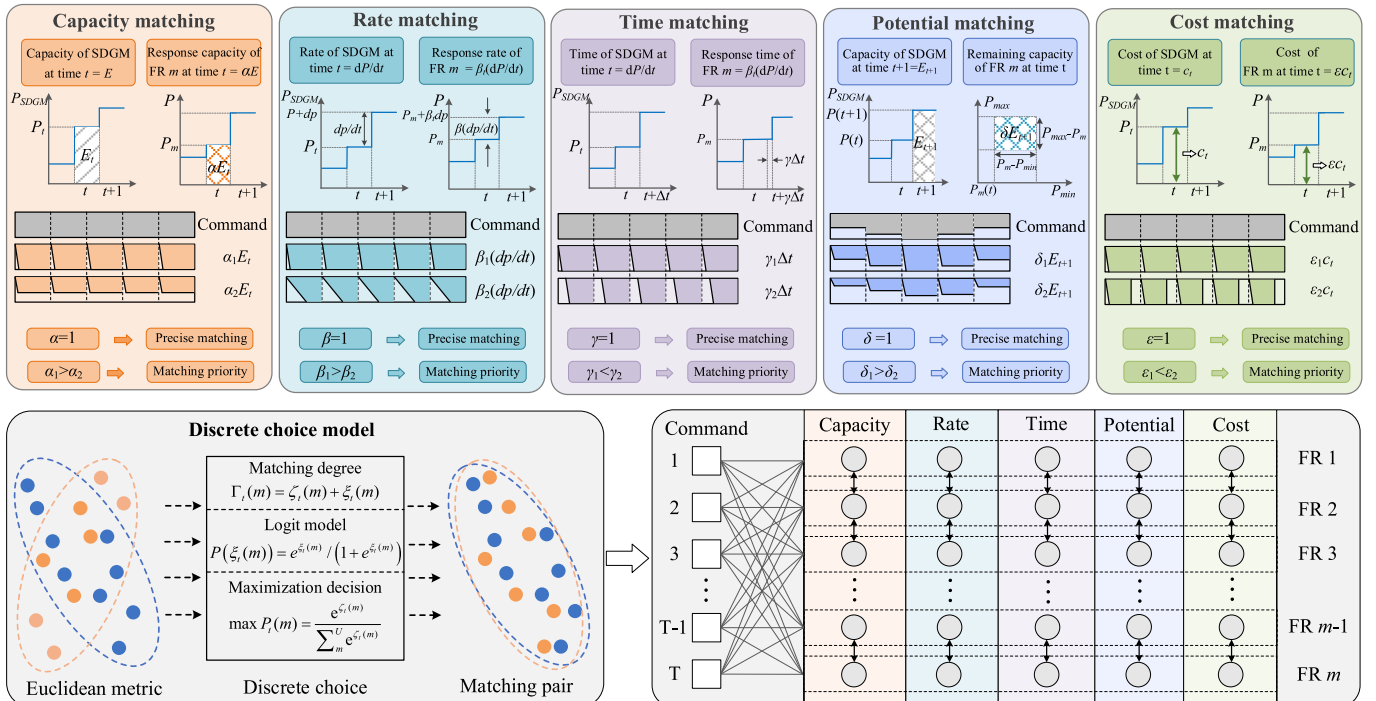 Capacity matching
Capacity of SDGM
at time t = E
Response capacity of
FR m at time t = αE
P_SDGM
P_t
E_t
t
t+1
P
P_m
αE_t
t
t+1
Command
α₁E_t
α₂E_t
α=1
Precise matching
α₁>α₂
Matching priority
Rate matching
Rate of SDGM at
time t = dP/dt
Response rate of
FR m = β_t(dP/dt)
P_SDGM
P+dp
dp/dt
P_t
t
t+1
P
P_m+β_tdp
β(dp/dt)
P_m
t
t+1
Command
β₁(dp/dt)
β₂(dp/dt)
β=1
Precise matching
β₁>β₂
Matching priority
Time matching
Time of SDGM at
time t = dP/dt
Response time of
FR m = β_t(dP/dt)
P_SDGM
P_t
t
t+Δt
P
P_m
γΔt
t
t+γΔt
Command
γ₁Δt
γ₂Δt
γ=1
Precise matching
γ₁<γ₂
Matching priority
Potential matching
Capacity of SDGM
at time t+1=E_{t+1}
Remaining capacity
of FR m at time t
P_SDGM
P(t+1)
P(t)
E_{t+1}
t
t+1
P_max
δE_{t+1}
P_max-P_m
P_m-P_min
P_m(t)
P_min
Command
δ₁E_{t+1}
δ₂E_{t+1}
δ=1
Precise matching
δ₁>δ₂
Matching priority
Cost matching
Cost of SDGM at
time t = c_t
Cost of
FR m at time t = εc_t
P_SDGM
P_t
c_t
t
t+1
P
P_m
εc_t
t
t+1
Command
ε₁c_t
ε₂c_t
ε=1
Precise matching
ε₁<ε₂
Matching priority
Discrete choice model
Matching degree
Γ_t(m) = ζ_t(m) + ξ_t(m)
Logit model
P(ξ_t(m)) = e^{ξ_t(m)} / (1 + e^{ξ_t(m)})
Maximization decision
max P_t(m) = e^{ζ_t(m)} / ∑_m^U e^{ζ_t(m)}
Euclidean metric
Discrete choice
Matching pair
Command
Capacity
Rate
Time
Potential
Cost
1
FR 1
2
FR 2
3
FR 3
T-1
FR m-1
T
FR m